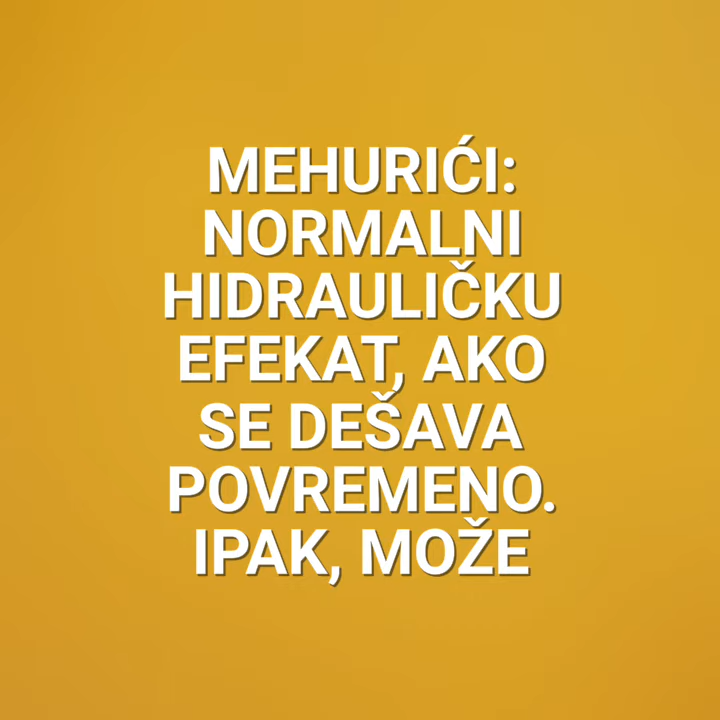 MEHURIĆI:
NORMALNI
HIDRAULIČKU
EFEKAT, AKO
SE DEŠAVA
POVREMENO.
IPAK, MOŽE